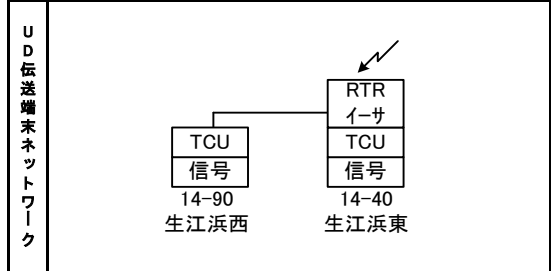 UD伝送端末ネットワーク
RTR
イーサ
TCU
信号
14-90
生江浜西
TCU
信号
14-40
生江浜東